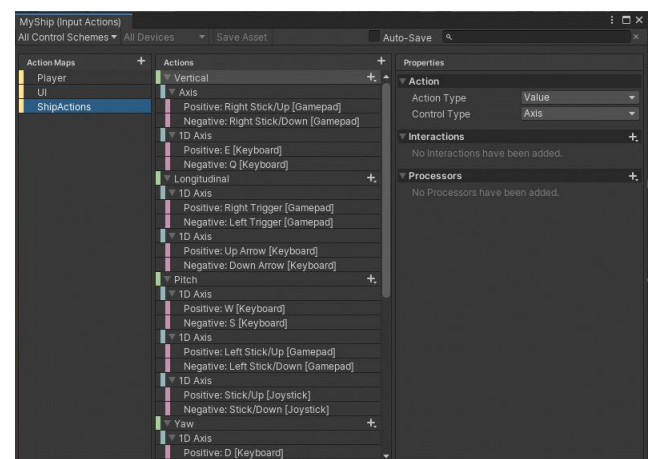 MyShip (Input Actions)
All Control Schemes All Devices Save Asset Auto-Save
Action Maps
Player
UI
ShipActions
Actions
Vertical
Axis
Positive: Right Stick/Up [Gamepad]
Negative: Right Stick/Down [Gamepad]
1D Axis
Positive: E [Keyboard]
Negative: Q [Keyboard]
Longitudinal
1D Axis
Positive: Right Trigger [Gamepad]
Negative: Left Trigger [Gamepad]
1D Axis
Positive: Up Arrow [Keyboard]
Negative: Down Arrow [Keyboard]
Pitch
1D Axis
Positive: W [Keyboard]
Negative: S [Keyboard]
1D Axis
Positive: Left Stick/Up [Gamepad]
Negative: Left Stick/Down [Gamepad]
1D Axis
Positive: Stick/Up [Joystick]
Negative: Stick/Down [Joystick]
Yaw
1D Axis
Positive: D [Keyboard]
Properties
Action
Action Type Value
Control Type Axis
Interactions
No Interactions have been added.
Processors
No Processors have been added.